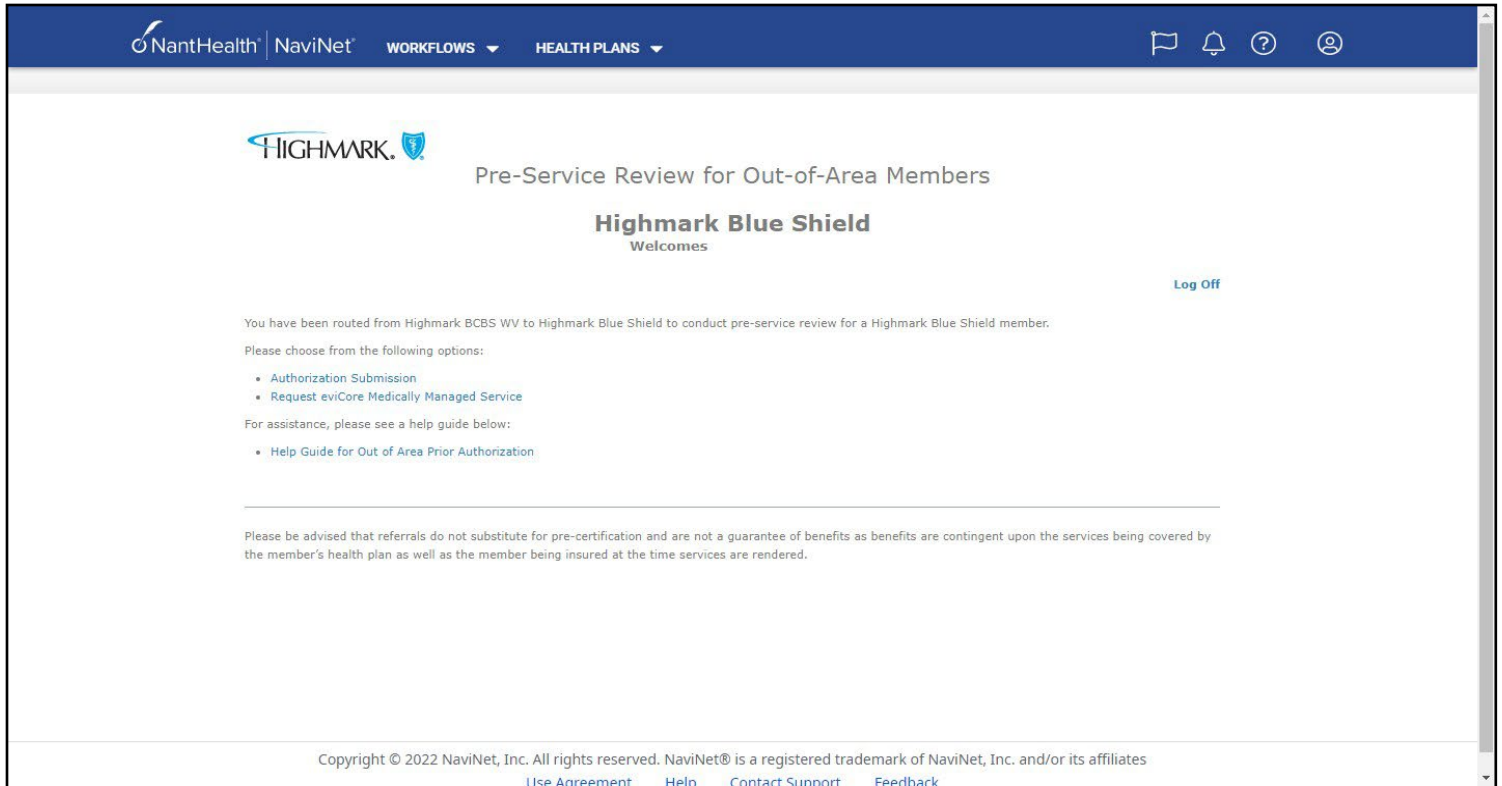 NantHealth® | NaviNet® WORKFLOWS HEALTH PLANS
HIGHMARK.
Pre-Service Review for Out-of-Area Members
Highmark Blue Shield
Welcomes
Log Off
You have been routed from Highmark BCBS WV to Highmark Blue Shield to conduct pre-service review for a Highmark Blue Shield member.
Please choose from the following options:
• Authorization Submission
• Request eviCore Medically Managed Service
For assistance, please see a help guide below:
• Help Guide for Out of Area Prior Authorization
Please be advised that referrals do not substitute for pre-certification and are not a guarantee of benefits as benefits are contingent upon the services being covered by
the member’s health plan as well as the member being insured at the time services are rendered.
Copyright © 2022 NaviNet, Inc. All rights reserved. NaviNet® is a registered trademark of NaviNet, Inc. and/or its affiliates
Use Agreement Help Contact Support Feedback